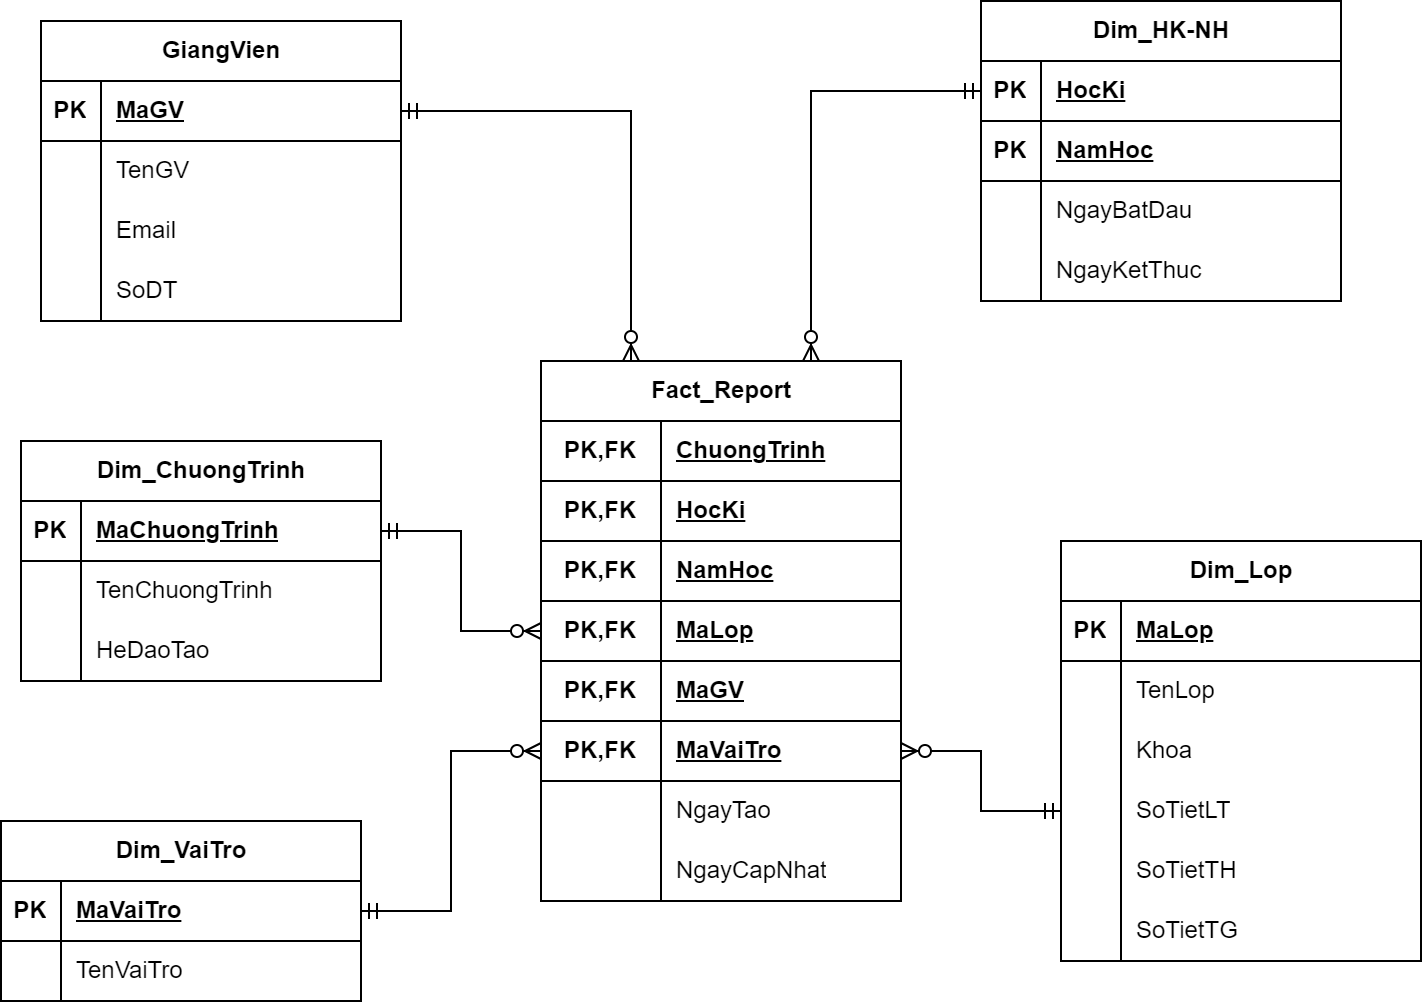 GiangVien
PK MaGV
TenGV
Email
SoDT
Dim_HK-NH
PK HocKi
PK NamHoc
NgayBatDau
NgayKetThuc
Fact_Report
PK,FK ChuongTrinh
PK,FK HocKi
PK,FK NamHoc
PK,FK MaLop
PK,FK MaGV
PK,FK MaVaiTro
NgayTao
NgayCapNhat
Dim_ChuongTrinh
PK MaChuongTrinh
TenChuongTrinh
HeDaoTao
Dim_Lop
PK MaLop
TenLop
Khoa
SoTietLT
SoTietTH
SoTietTG
Dim_VaiTro
PK MaVaiTro
TenVaiTro